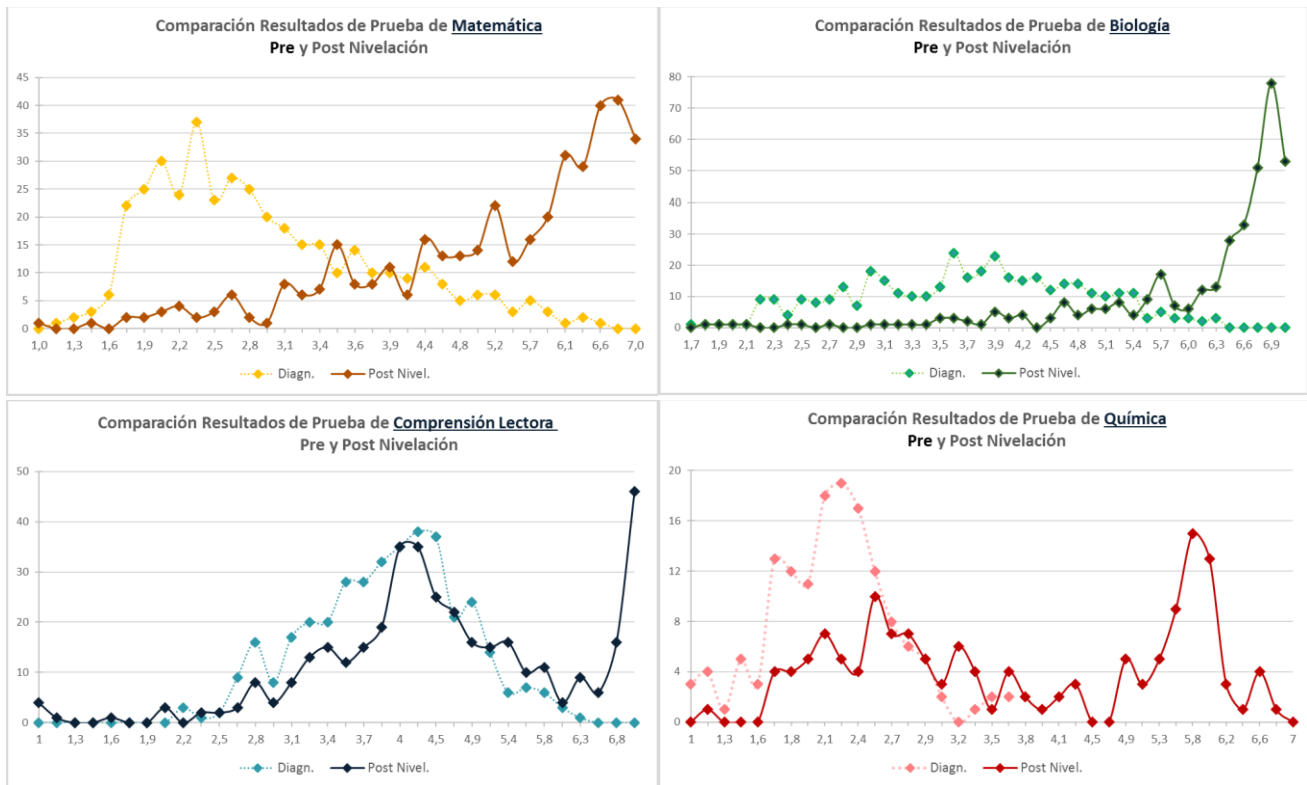 Comparación Resultados de Prueba de Matemática
Pre y Post Nivelación
45
40
35
30
25
20
15
10
5
0
1,0 1,3 1,6 1,9 2,2 2,5 2,8 3,1 3,4 3,6 3,9 4,4 4,8 5,2 5,7 6,1 6,6 7,0
Diagn. Post Nivel.
Comparación Resultados de Prueba de Biología
Pre y Post Nivelación
80
70
60
50
40
30
20
10
0
1,7 1,9 2,1 2,3 2,5 2,7 2,9 3,1 3,3 3,5 3,7 3,9 4,2 4,5 4,8 5,1 5,4 5,7 6,0 6,3 6,6 6,9
Diagn. Post Nivel.
Comparación Resultados de Prueba de Comprensión Lectora
Pre y Post Nivelación
50
40
30
20
10
0
1 1,3 1,6 1,9 2,2 2,5 2,8 3,1 3,4 3,7 4 4,5 4,9 5,4 5,8 6,3 6,8
Diagn. Post Nivel.
Comparación Resultados de Prueba de Química
Pre y Post Nivelación
20
16
12
8
4
0
1 1,3 1,6 1,8 2,1 2,4 2,7 2,9 3,2 3,5 3,8 4,1 4,5 4,9 5,3 5,8 6,2 6,6 7
Diagn. Post Nivel.